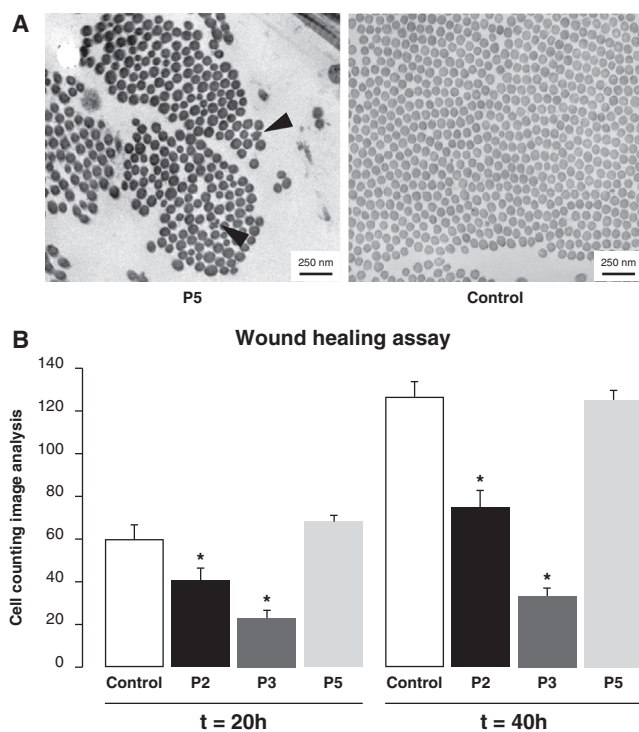 A
250 nm
250 nm
P5
Control
B
Wound healing assay
Cell counting image analysis
140
120
100
80
60
40
20
0
*
*
*
*
Control
P2
P3
P5
Control
P2
P3
P5
t = 20h
t = 40h